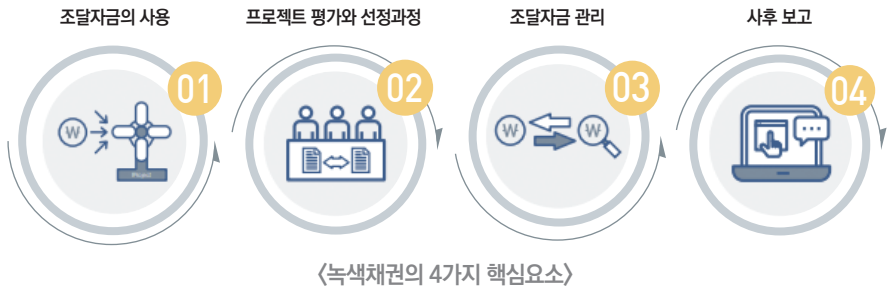 조달자금의 사용
프로젝트 평가와 선정과정
조달자금 관리
사후 보고
01
02
03
04
₩
₩
₩
〈녹색채권의 4가지 핵심요소〉